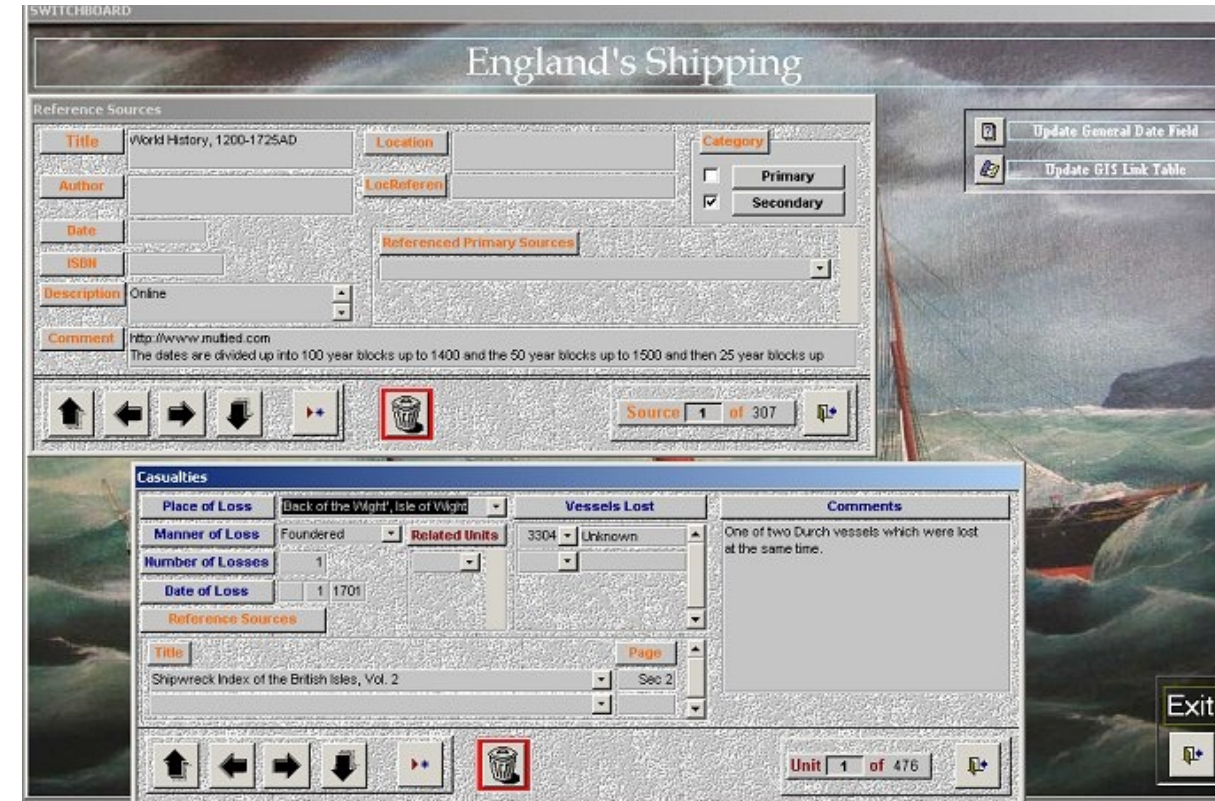 SWITCHBOARD
England's Shipping
Reference Sources
Title World History, 1200-1725AD Location Category
Primary
Author LocReferen Secondary
Date Referenced Primary Sources
ISBN
Description Online
Comment http://www.multied.com
The dates are divided up into 100 year blocks up to 1400 and the 50 year blocks up to 1500 and then 25 year blocks up
Source 1 of 307
Update General Date Field
Update GIS Link Table
Casualties
Place of Loss 'Back of the Wight', Isle of Wight Vessels Lost Comments
Manner of Loss Foundered Related Units 3304 Unknown One of two Durch vessels which were lost
at the same time.
Number of Losses 1
Date of Loss 1 1701
Reference Sources
Title Page
Shipwreck Index of the British Isles, Vol. 2 Sec 2
Unit 1 of 476
Exit